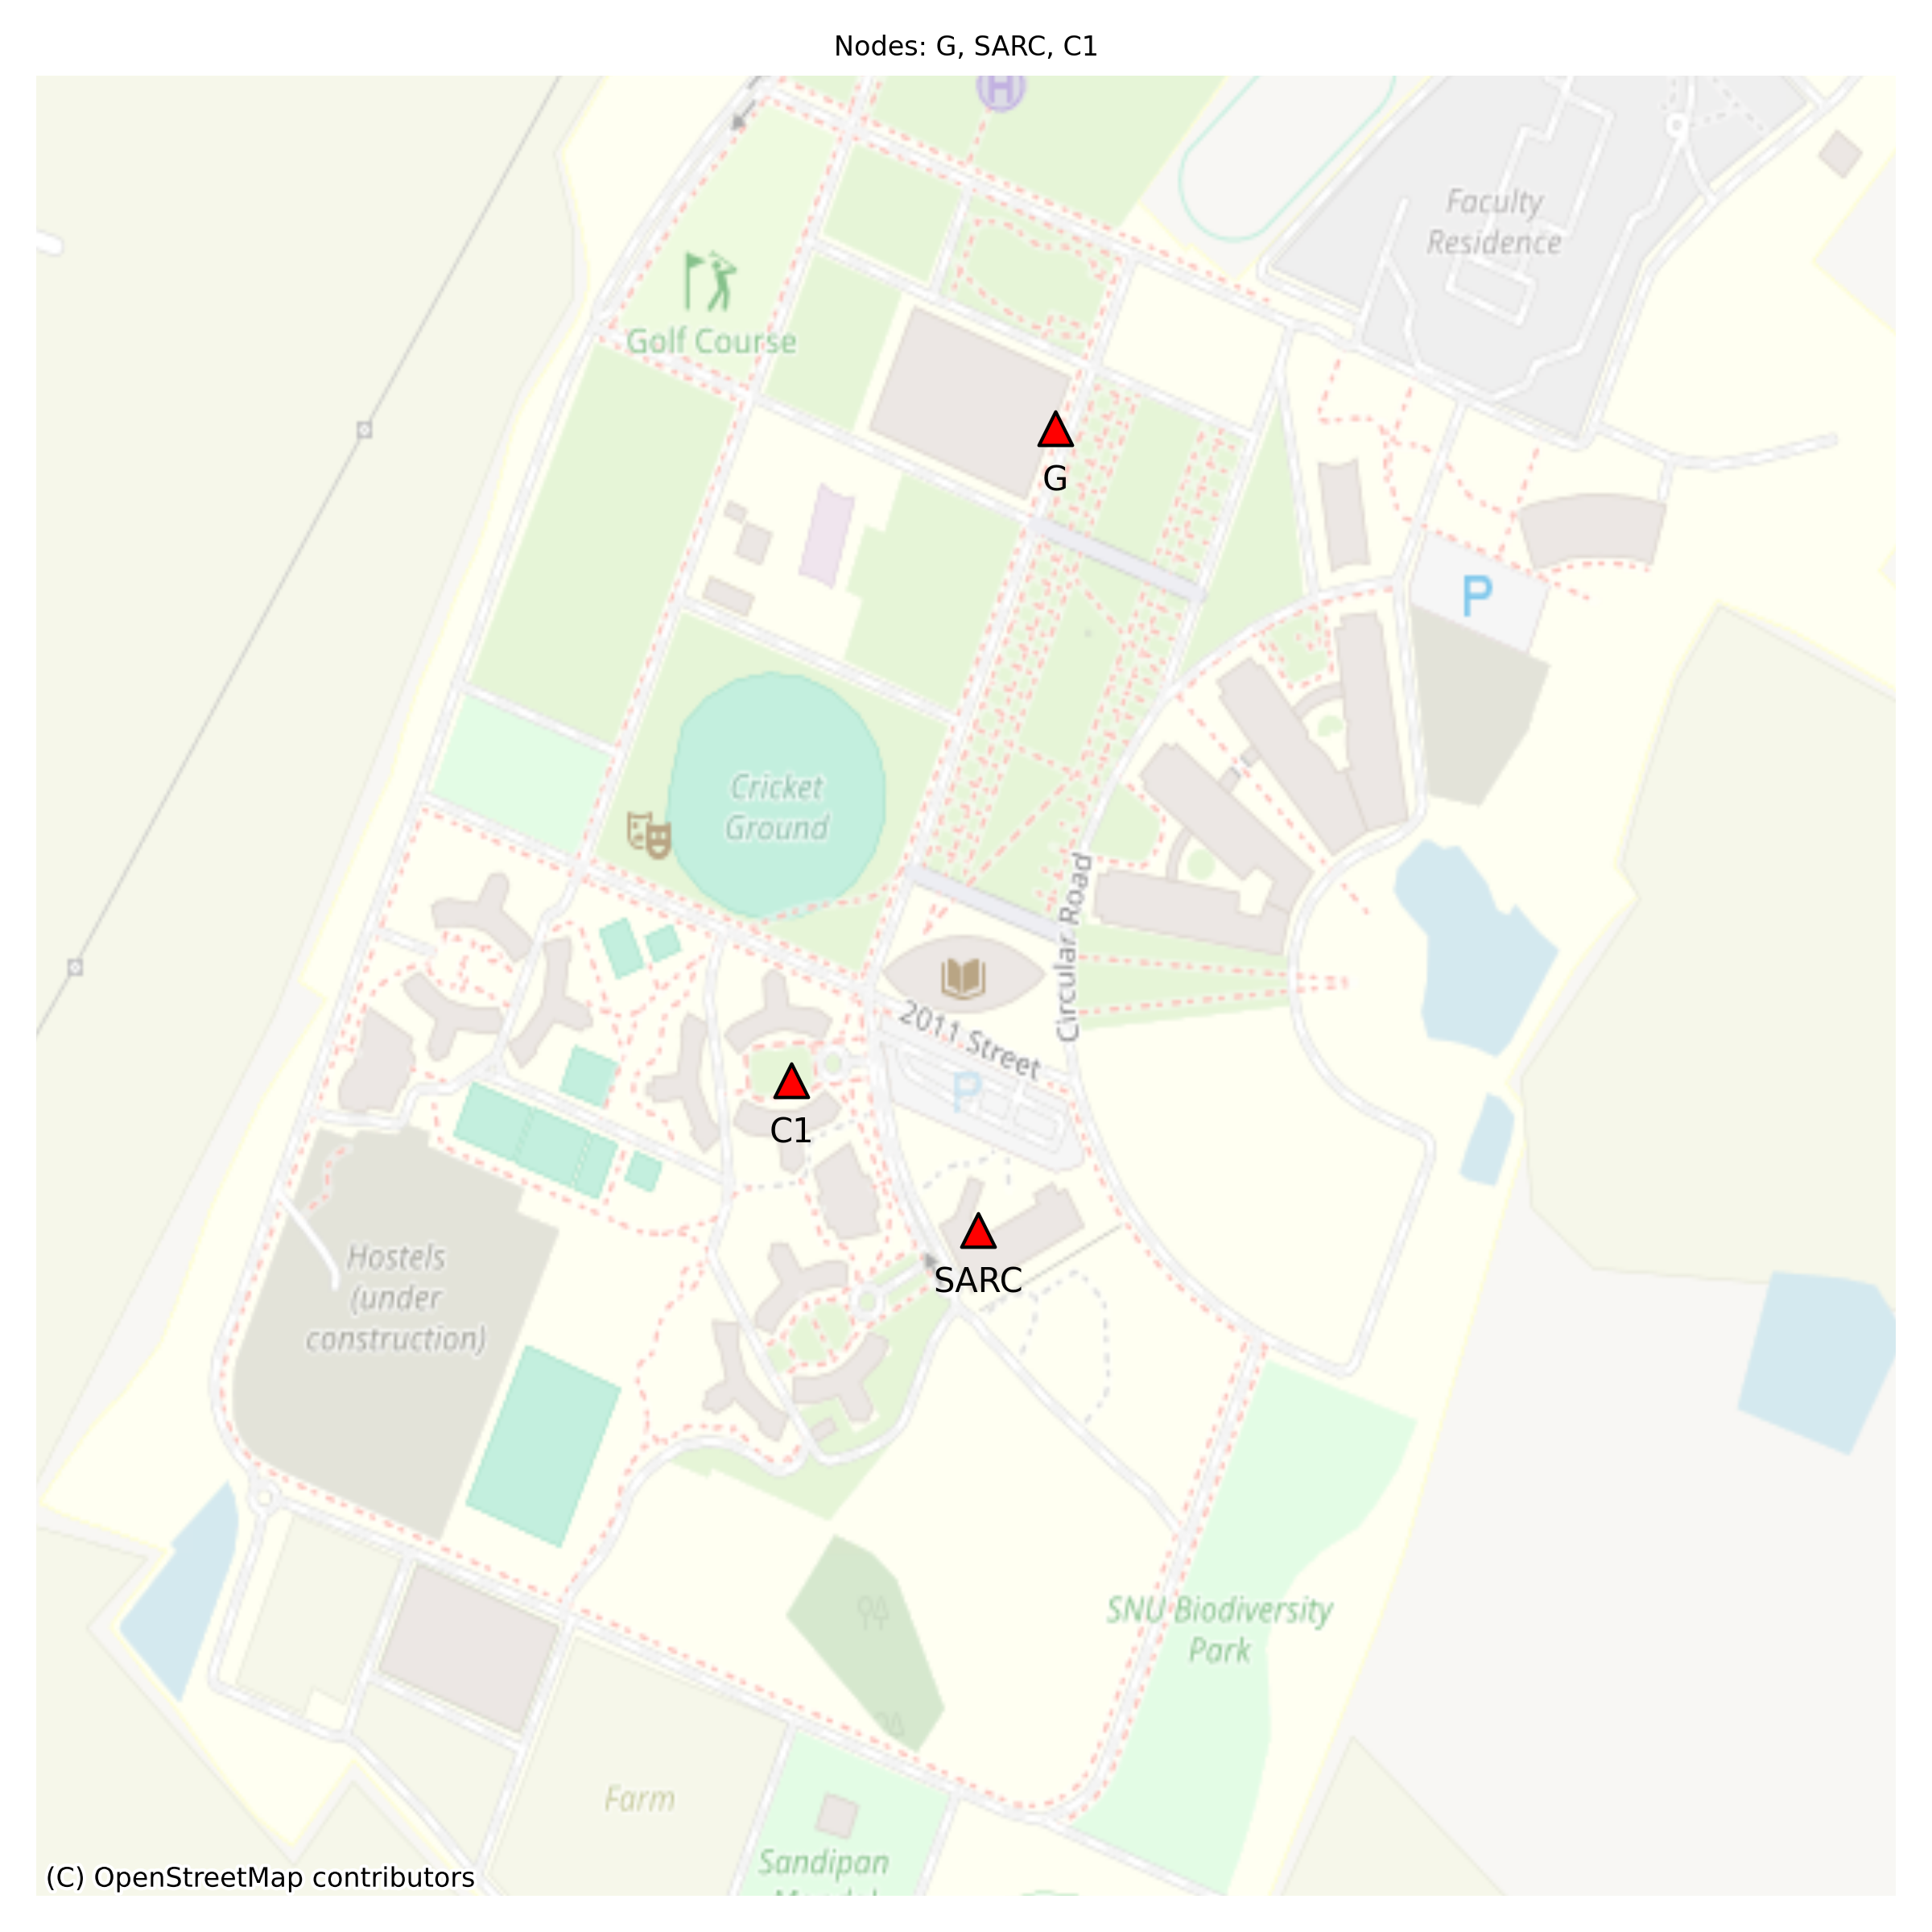 Nodes: G, SARC, C1
H
Faculty
Residence
Golf Course
G
P
Cricket
Ground
Circular Road
2011 Street
P
C1
SARC
Hostels
(under
construction)
SNU Biodiversity
Park
Farm
Sandipan
(C) OpenStreetMap contributors